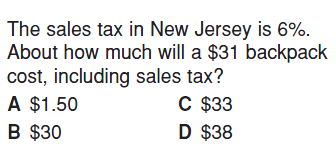 The sales tax in New Jersey is 6%.
About how much will a $31 backpack
cost, including sales tax?
A $1.50 C $33
B $30 D $38